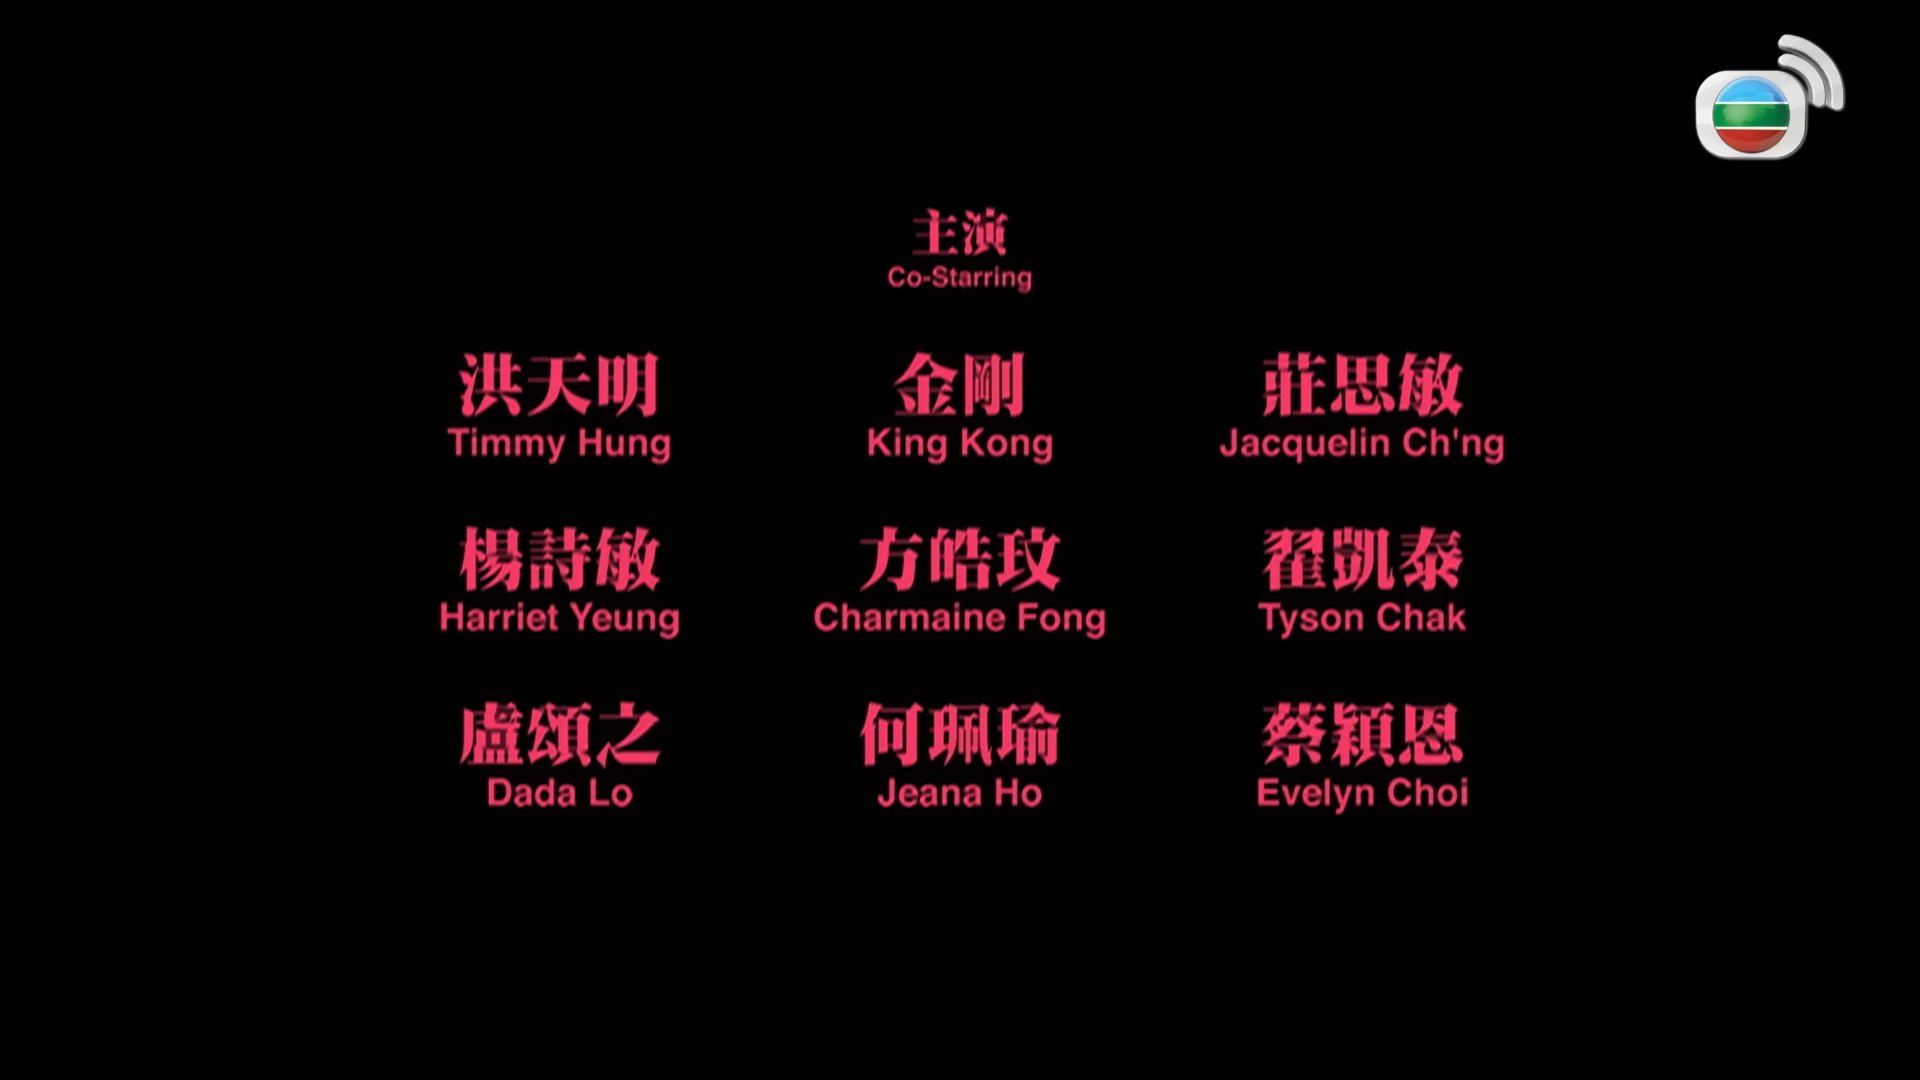 主演
Co-Starring
洪天明 金剛 莊思敏
Timmy Hung King Kong Jacquelin Ch'ng
楊詩敏 方皓玟 翟凱泰
Harriet Yeung Charmaine Fong Tyson Chak
盧頌之 何珮瑜 蔡穎恩
Dada Lo Jeana Ho Evelyn Choi